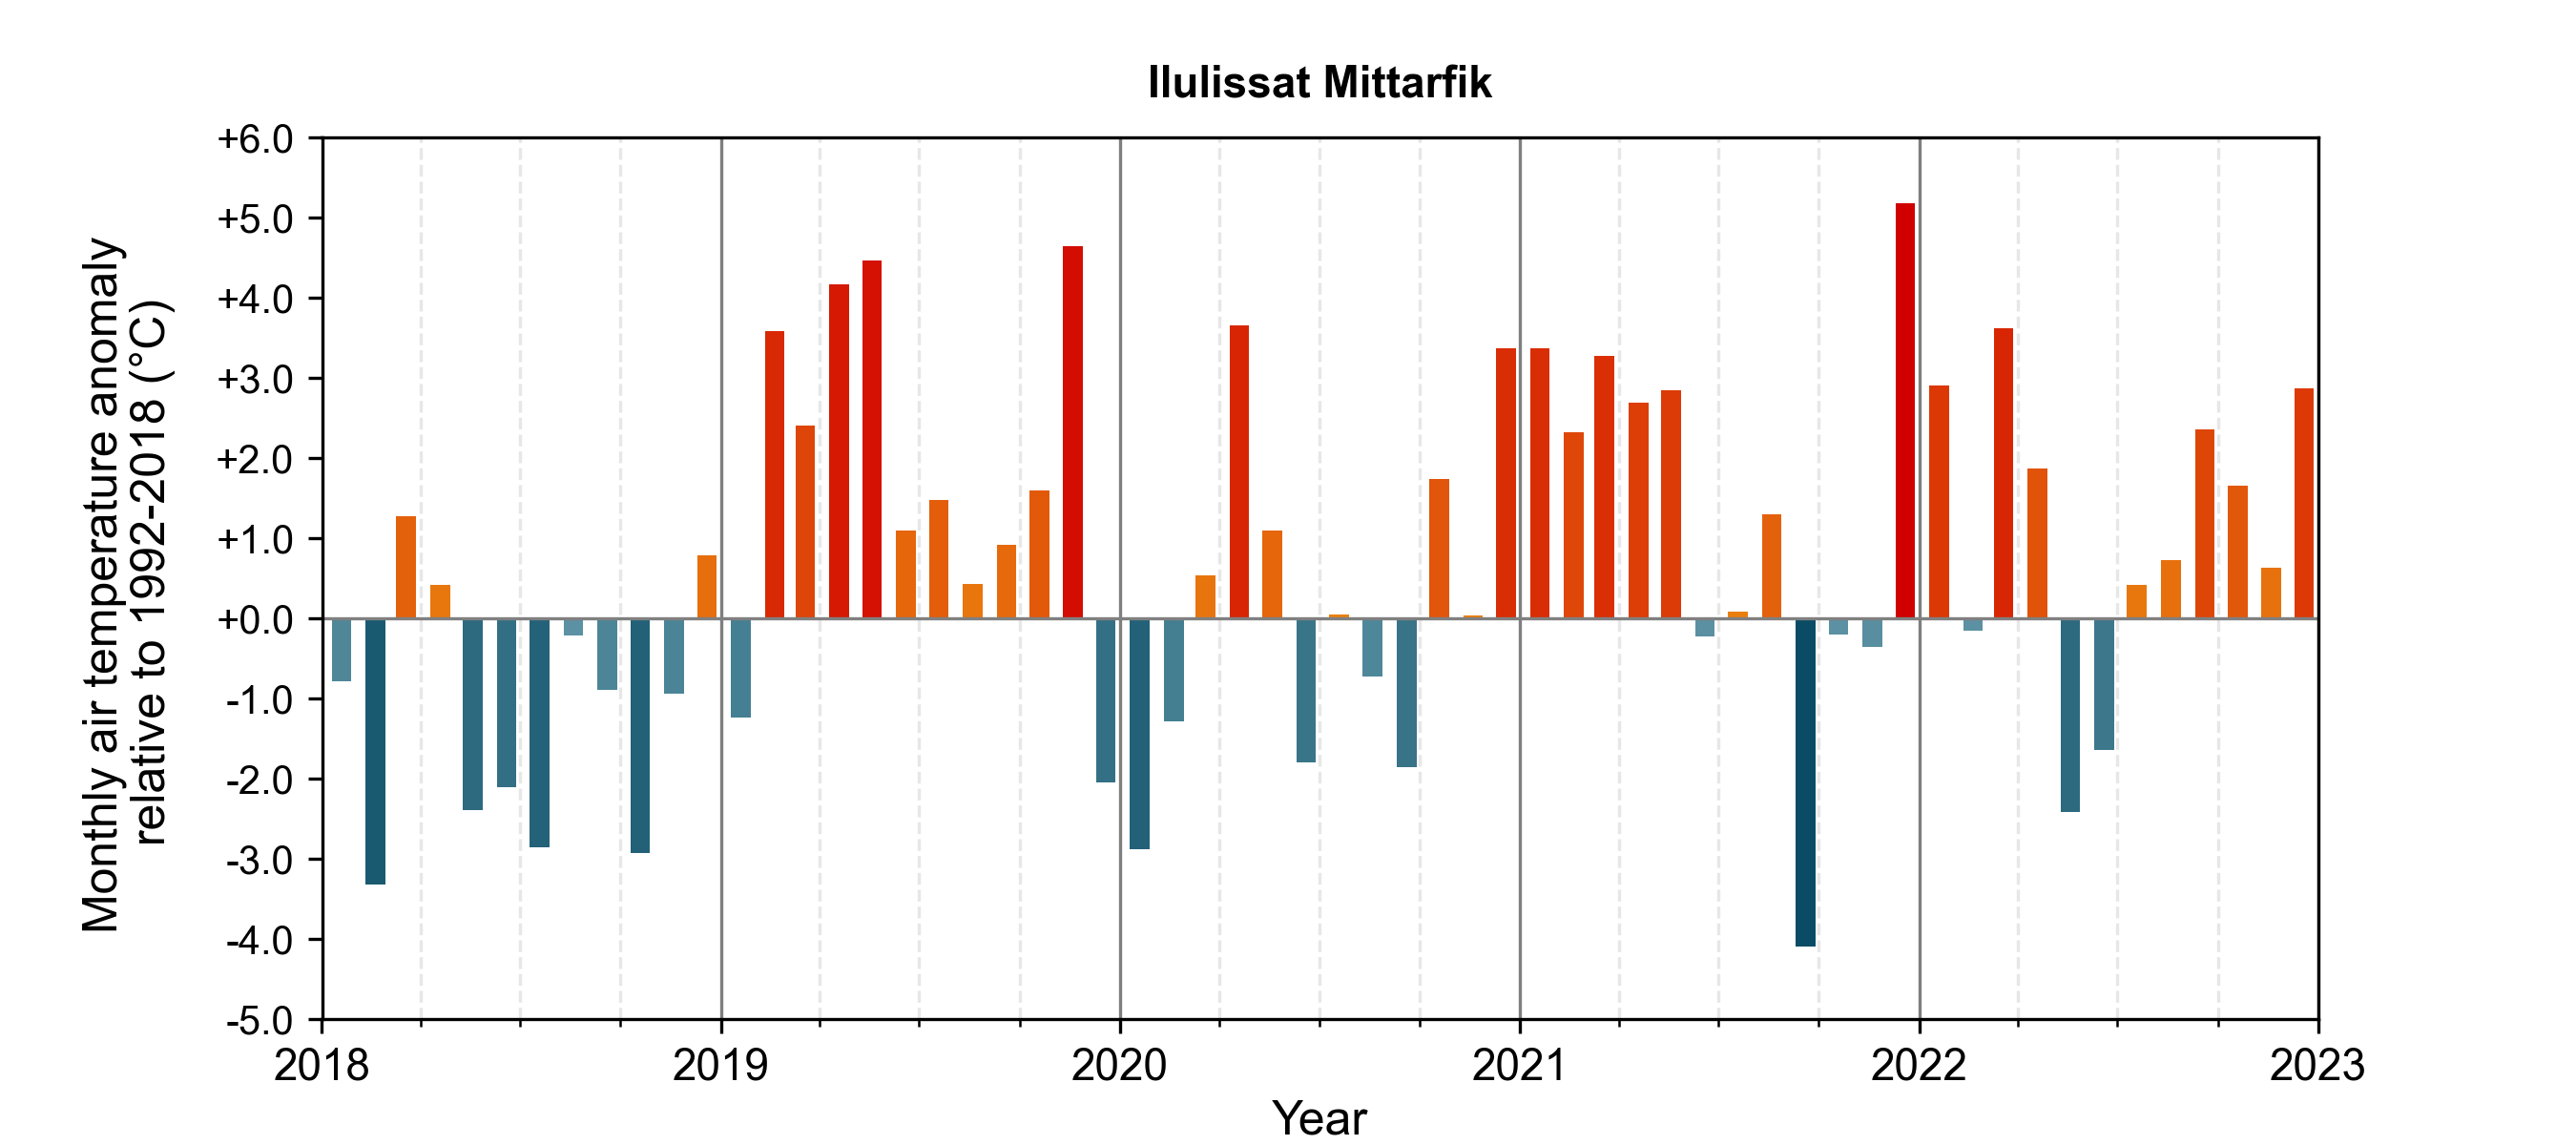 Ilulissat Mittarfik
Monthly air temperature anomaly
relative to 1992-2018 (°C)
+6.0
+5.0
+4.0
+3.0
+2.0
+1.0
+0.0
-1.0
-2.0
-3.0
-4.0
-5.0
2018 2019 2020 2021 2022 2023
Year